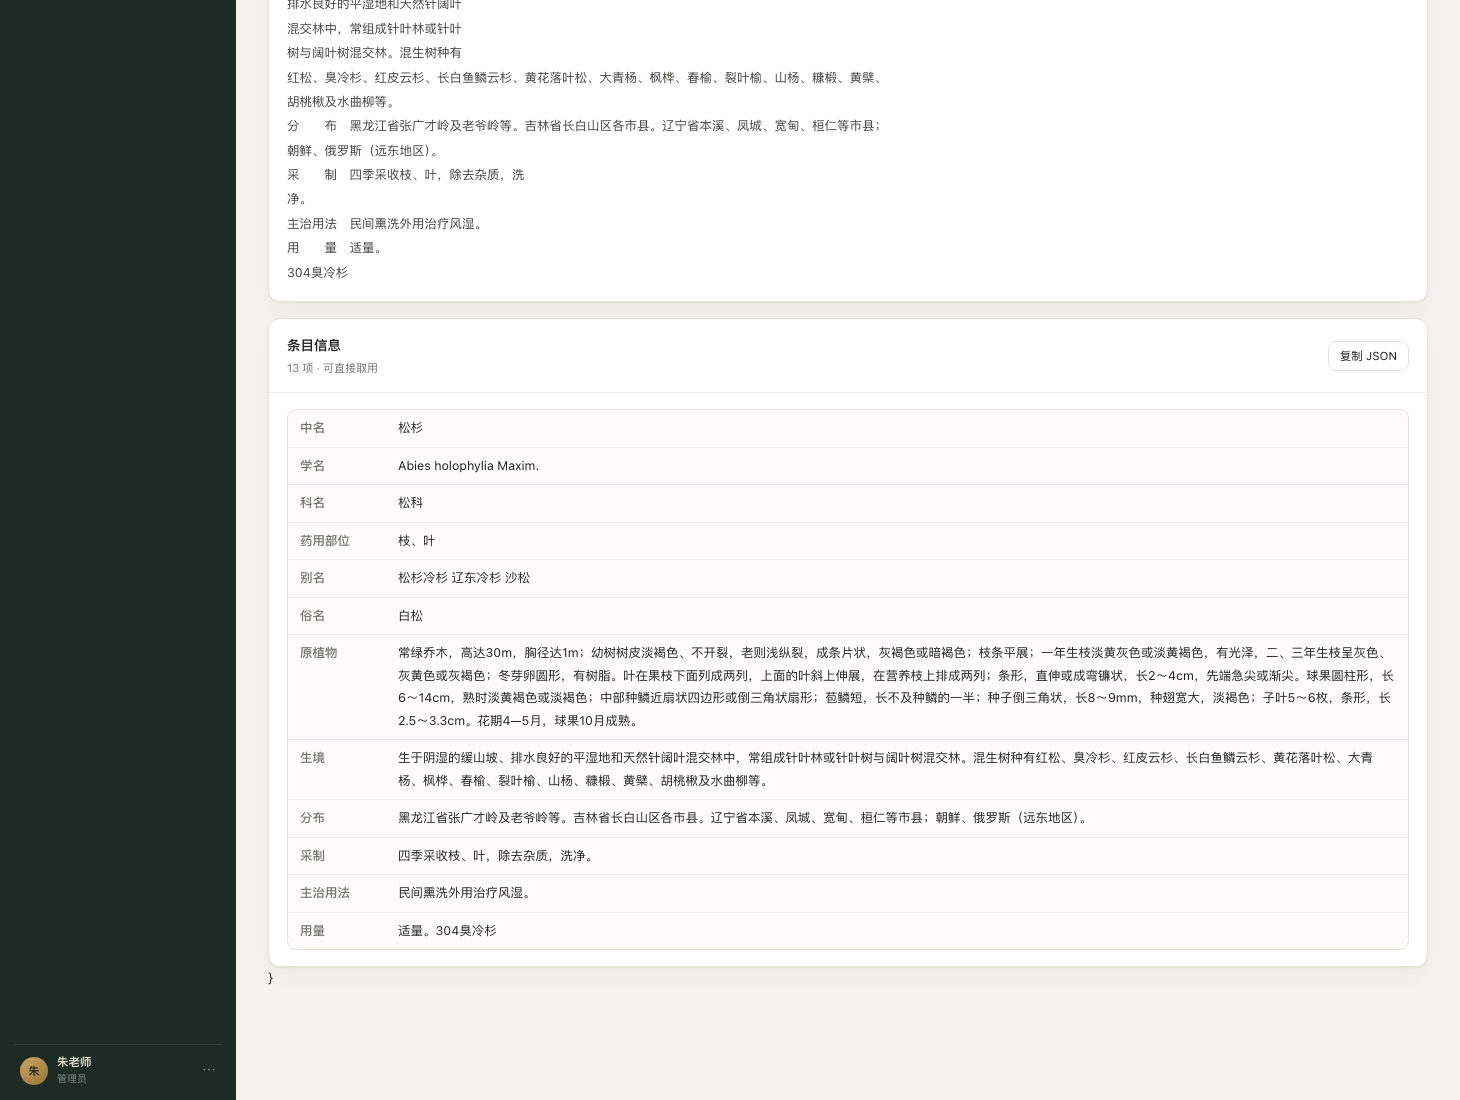 排水良好的平湿地和天然针阔叶
混交林中，常组成针叶林或针叶
树与阔叶树混交林。混生树种有
红松、臭冷杉、红皮云杉、长白鱼鳞云杉、黄花落叶松、大青杨、枫桦、春榆、裂叶榆、山杨、糠椴、黄檗、
胡桃楸及水曲柳等。
分　　布　黑龙江省张广才岭及老爷岭等。吉林省长白山区各市县。辽宁省本溪、凤城、宽甸、桓仁等市县；
朝鲜、俄罗斯（远东地区）。
采　　制　四季采收枝、叶，除去杂质，洗
净。
主治用法　民间熏洗外用治疗风湿。
用　　量　适量。
304臭冷杉
条目信息
13 项 · 可直接取用
复制 JSON
中名 松杉
学名 Abies holophylia Maxim.
科名 松科
药用部位 枝、叶
别名 松杉冷杉 辽东冷杉 沙松
俗名 白松
原植物 常绿乔木，高达30m，胸径达1m；幼树树皮淡褐色、不开裂，老则浅纵裂，成条片状，灰褐色或暗褐色；枝条平展；一年生枝淡黄灰色或淡黄褐色，有光泽，二、三年生枝呈灰色、
灰黄色或灰褐色；冬芽卵圆形，有树脂。叶在果枝下面列成两列，上面的叶斜上伸展，在营养枝上排成两列；条形，直伸或成弯镰状，长2～4cm，先端急尖或渐尖。球果圆柱形，长
6～14cm，熟时淡黄褐色或淡褐色；中部种鳞近扇状四边形或倒三角状扇形；苞鳞短，长不及种鳞的一半；种子倒三角状，长8～9mm，种翅宽大，淡褐色；子叶5～6枚，条形，长
2.5～3.3cm。花期4—5月，球果10月成熟。
生境 生于阴湿的缓山坡、排水良好的平湿地和天然针阔叶混交林中，常组成针叶林或针叶树与阔叶树混交林。混生树种有红松、臭冷杉、红皮云杉、长白鱼鳞云杉、黄花落叶松、大青
杨、枫桦、春榆、裂叶榆、山杨、糠椴、黄檗、胡桃楸及水曲柳等。
分布 黑龙江省张广才岭及老爷岭等。吉林省长白山区各市县。辽宁省本溪、凤城、宽甸、桓仁等市县；朝鲜、俄罗斯（远东地区）。
采制 四季采收枝、叶，除去杂质，洗净。
主治用法 民间熏洗外用治疗风湿。
用量 适量。304臭冷杉
}
朱
朱老师
管理员
···